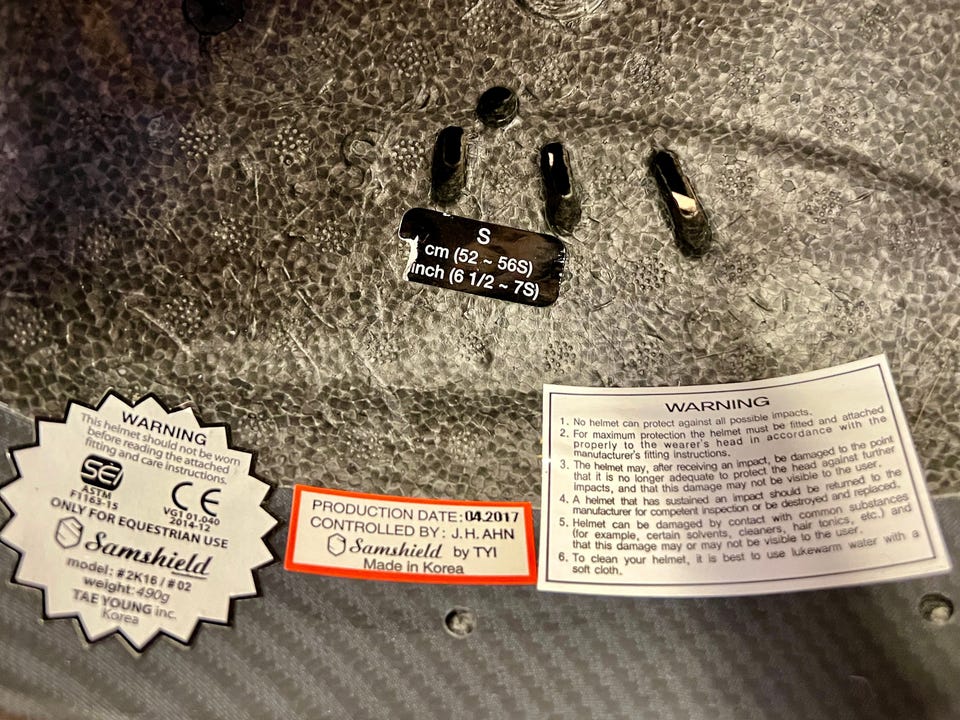 S
cm (52 ~ 56S)
inch (6 1/2 ~ 7S)
WARNING
This helmet should not be worn
before reading the attached
fitting and care instructions.
SEI
ASTM
F1163-15
CE
VG1 01.040
2014-12
ONLY FOR EQUESTRIAN USE
Samshield
model: #2K16 / #02
weight: 490g
TAE YOUNG inc.
Korea
PRODUCTION DATE: 04.2017
CONTROLLED BY: J.H. AHN
Samshield by TYI
Made in Korea
WARNING
1. No helmet can protect against all possible impacts.
2. For maximum protection the helmet must be fitted and attached
properly to the wearer's head in accordance with the
manufacturer's fitting instructions.
3. The helmet may, after receiving an impact, be damaged to the point
that it is no longer adequate to protect the head against further
impacts, and that this damage may not be visible to the user.
4. A helmet that has sustained an impact should be returned to the
manufacturer for competent inspection or be destroyed and replaced.
5. Helmet can be damaged by contact with common substances
(for example, certain solvents, cleaners, hair tonics, etc.) and
that this damage may or may not be visible to the user.
6. To clean your helmet, it is best to use lukewarm water with a
soft cloth.